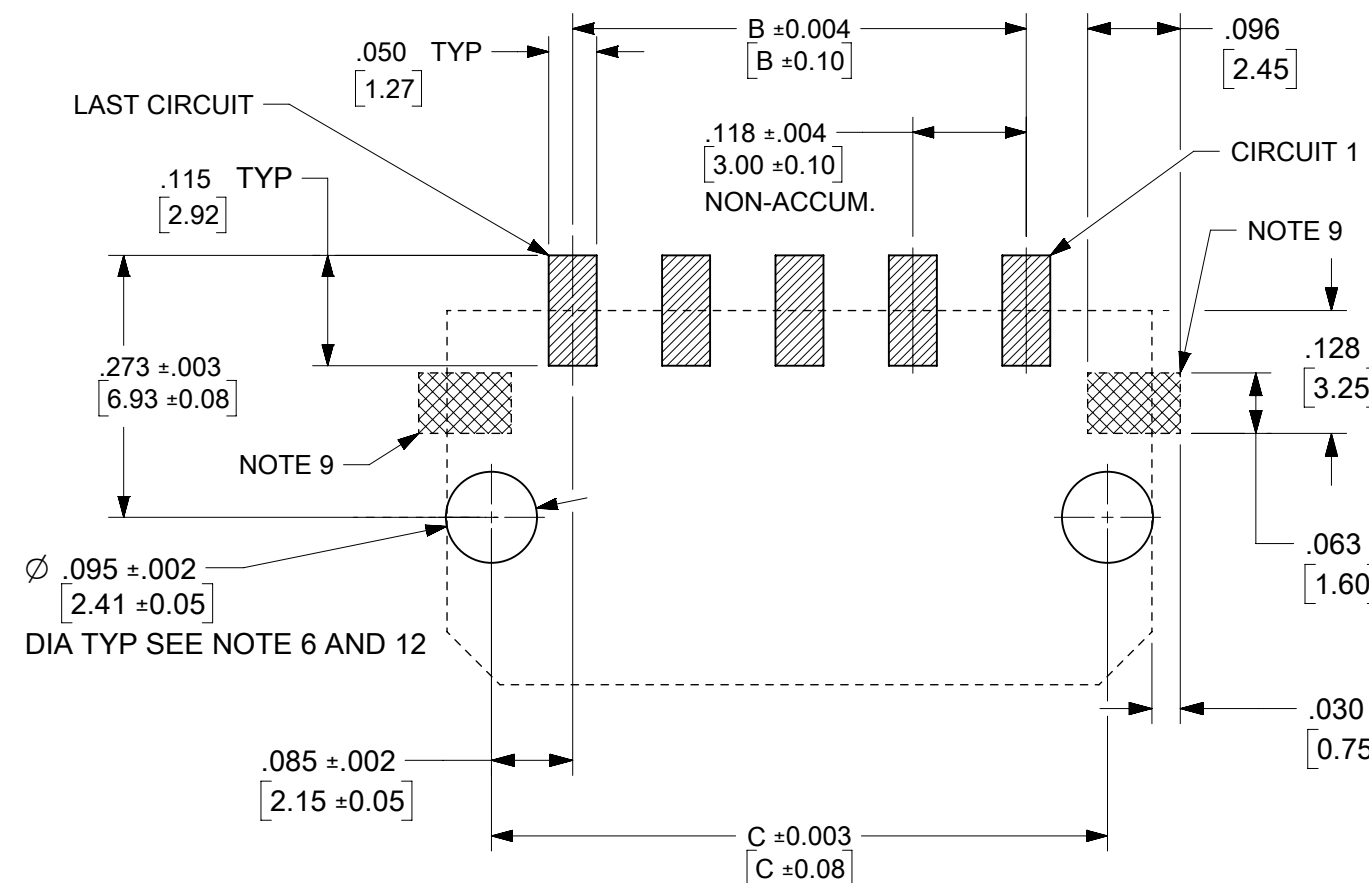 B ±0.004
[B ±0.10]
.096
[2.45]
.050 TYP
[1.27]
LAST CIRCUIT
.118 ±.004
[3.00 ±0.10]
NON-ACCUM.
CIRCUIT 1
.115 TYP
[2.92]
NOTE 9
.273 ±.003
[6.93 ±0.08]
.128
[3.25]
NOTE 9
.063
[1.60]
Ø .095 ±.002
[2.41 ±0.05]
DIA TYP SEE NOTE 6 AND 12
.030
[0.75
.085 ±.002
[2.15 ±0.05]
C ±0.003
[C ±0.08]